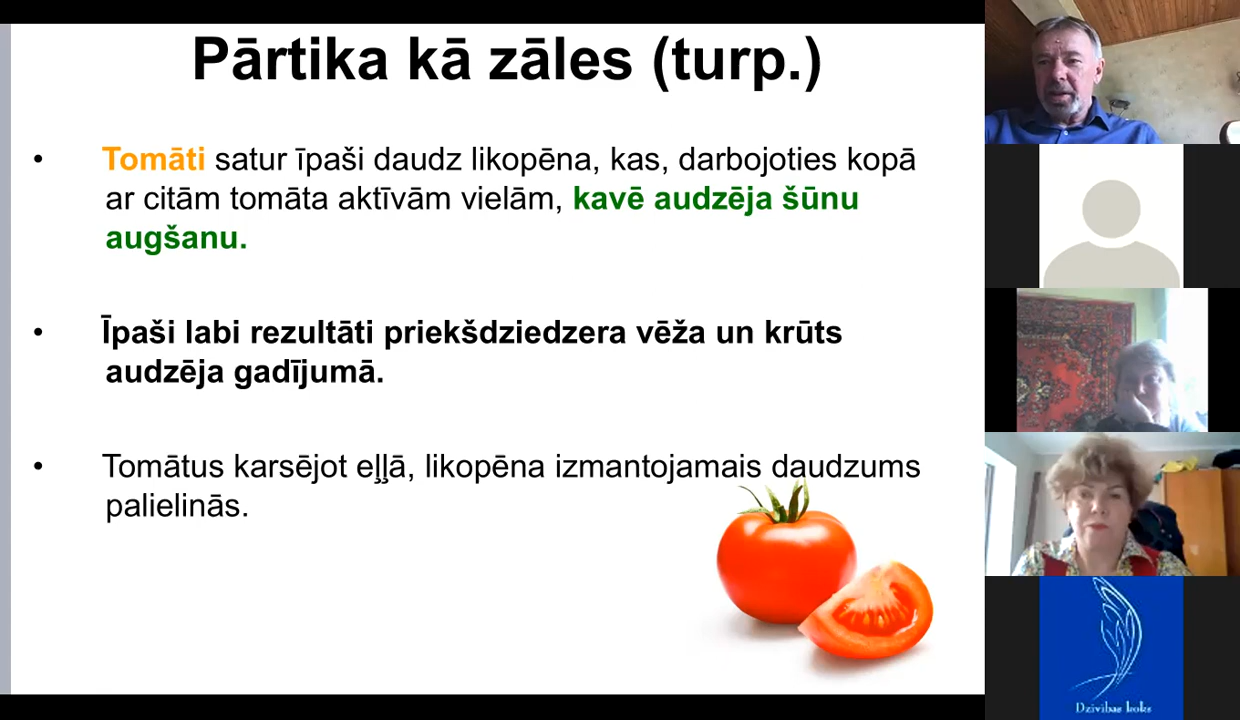 Pārtika kā zāles (turp.)
• Tomāti satur īpaši daudz likopēna, kas, darbojoties kopā
ar citām tomāta aktīvām vielām, kavē audzēja šūnu
augšanu.
• Īpaši labi rezultāti priekšdziedzera vēža un krūts
audzēja gadījumā.
• Tomātus karsējot eļļā, likopēna izmantojamais daudzums
palielinās.
Dzīvības koks